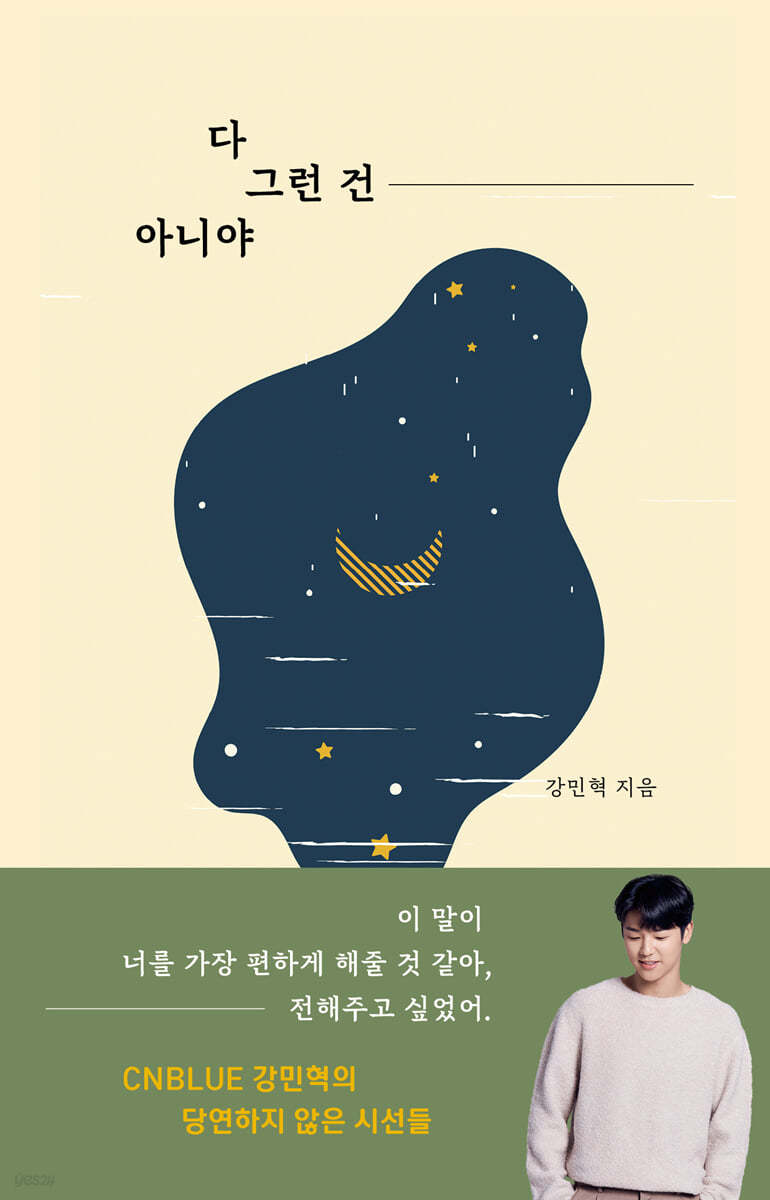 다
그런 건
아니야
강민혁 지음
이 말이
너를 가장 편하게 해줄 것 같아,
전해주고 싶었어.
CNBLUE 강민혁의
당연하지 않은 시선들
yes24